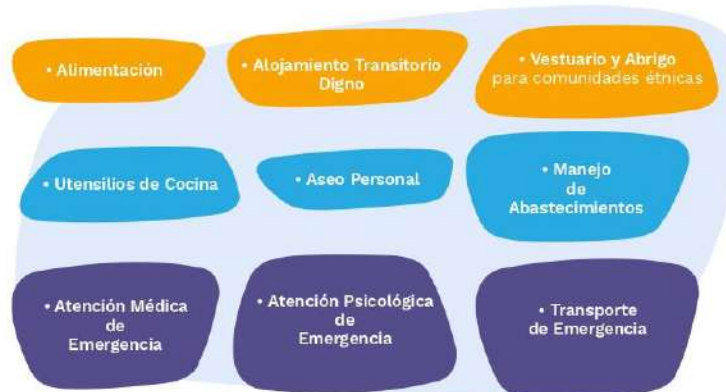 • Alimentación
• Alojamiento Transitorio
Digno
• Vestuario y Abrigo
para comunidades étnicas
• Utensilios de Cocina
• Aseo Personal
• Manejo
de
Abastecimientos
• Atención Médica
de
Emergencia
• Atención Psicológica
de
Emergencia
• Transporte
de Emergencia